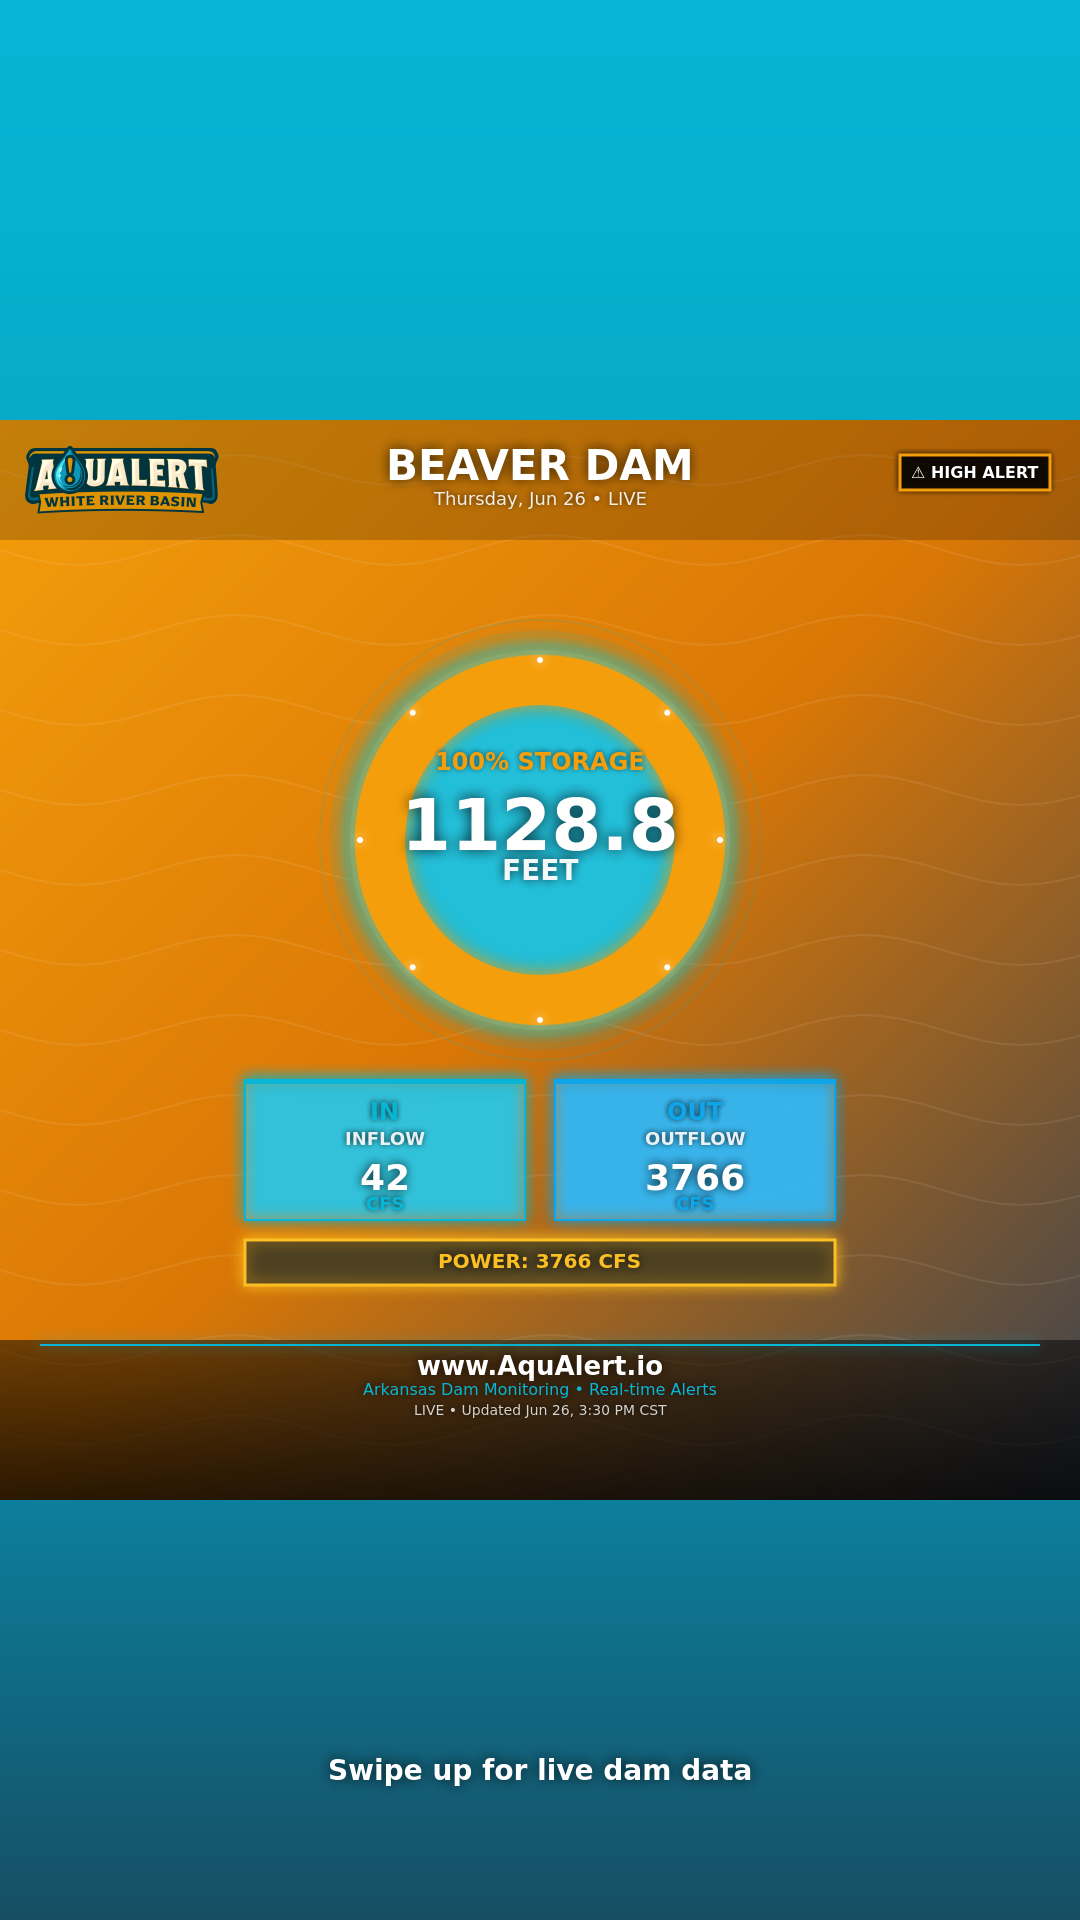 AQUALERT
WHITE RIVER BASIN
BEAVER DAM
Thursday, Jun 26 • LIVE
⚠ HIGH ALERT
100% STORAGE
1128.8
FEET
IN
INFLOW
42
CFS
OUT
OUTFLOW
3766
CFS
POWER: 3766 CFS
www.AquAlert.io
Arkansas Dam Monitoring • Real-time Alerts
LIVE • Updated Jun 26, 3:30 PM CST
Swipe up for live dam data